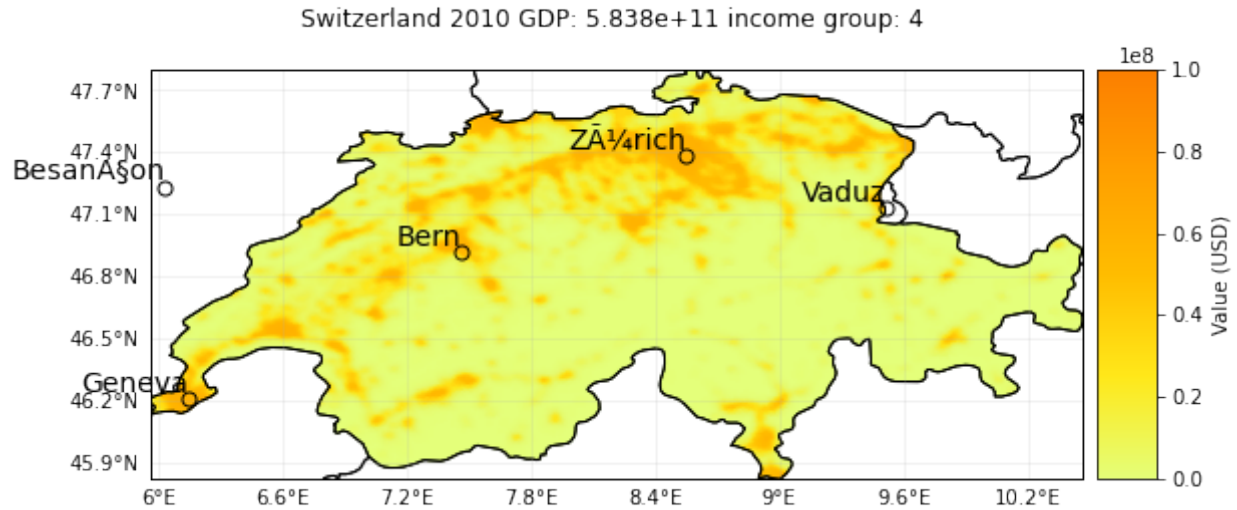 Switzerland 2010 GDP: 5.838e+11 income group: 4
1e8
47.7°N
47.4°N
47.1°N
46.8°N
46.5°N
46.2°N
45.9°N
BesanÃ§on
ZÃ¼rich
Vaduz
Bern
Geneva
6°E 6.6°E 7.2°E 7.8°E 8.4°E 9°E 9.6°E 10.2°E
1.0
0.8
0.6
0.4
0.2
0.0
Value (USD)